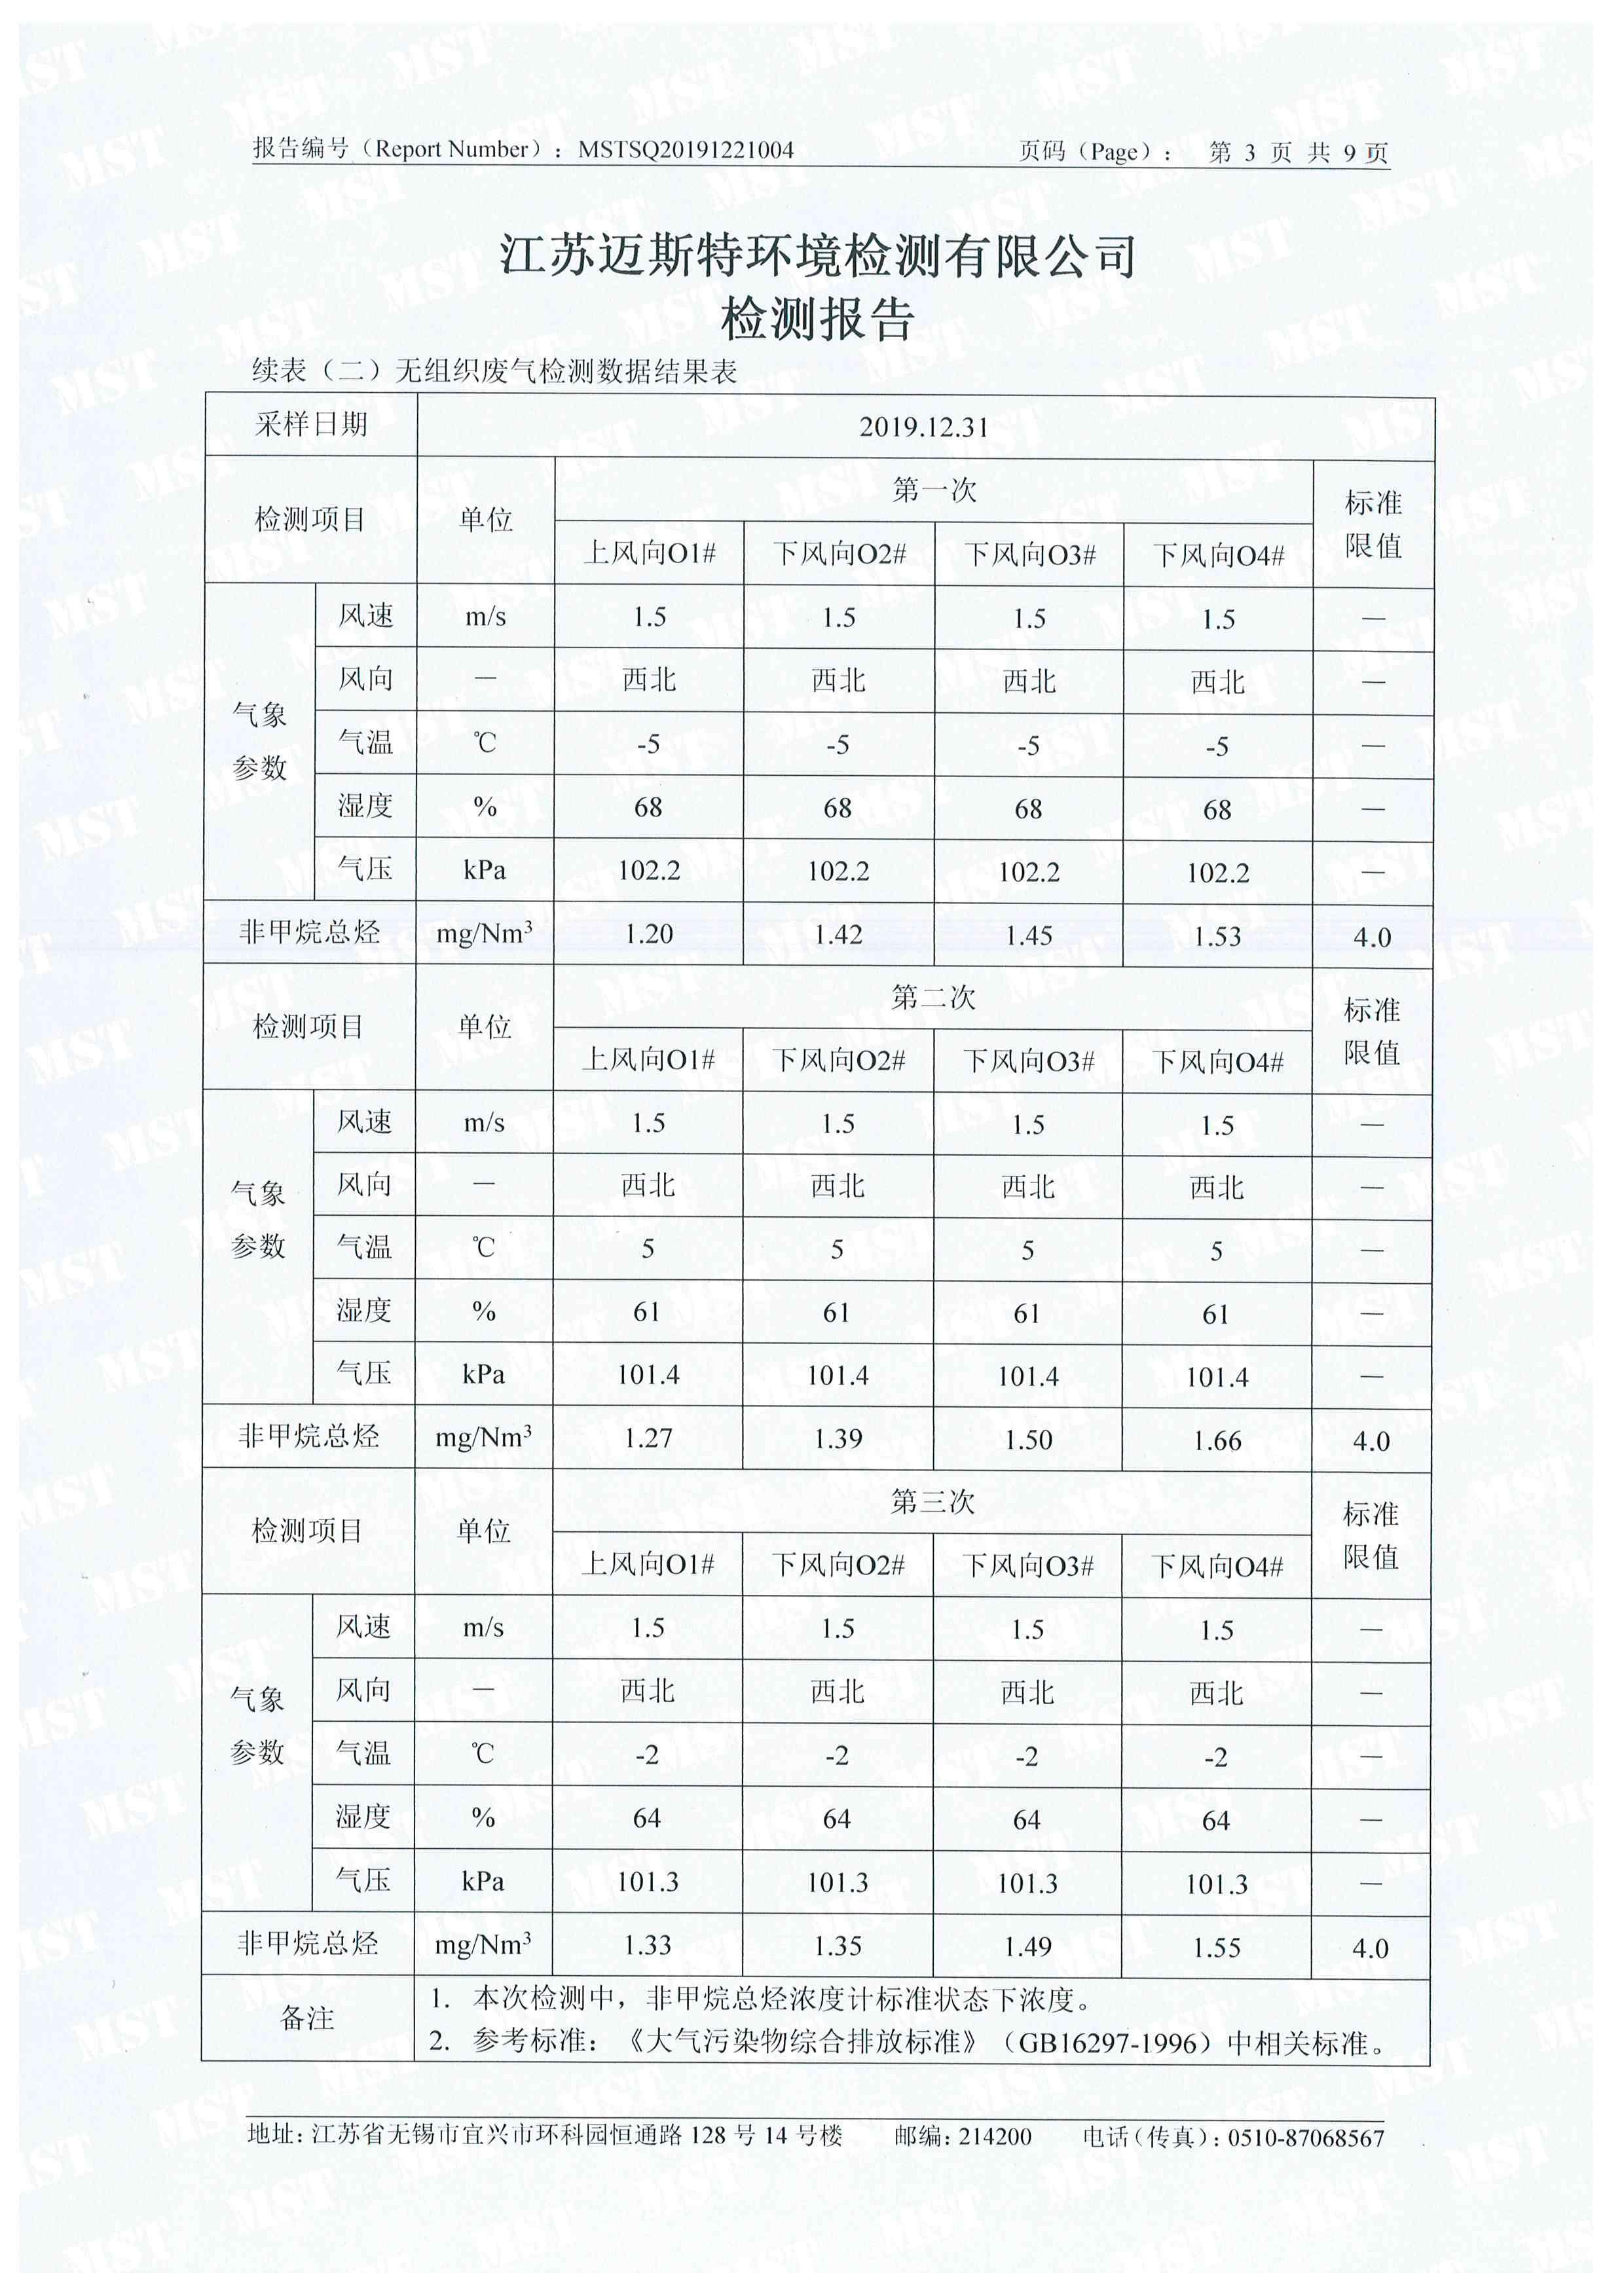 报告编号（Report Number）： MSTSQ20191221004 页码（Page）： 第 3 页 共 9 页
江苏迈斯特环境检测有限公司
检测报告
续表（二）无组织废气检测数据结果表
采样日期 2019.12.31
检测项目 单位 第一次 标准限值
上风向O1# 下风向O2# 下风向O3# 下风向O4#
气象参数
风速 m/s 1.5 1.5 1.5 1.5 —
风向 — 西北 西北 西北 西北 —
气温 ℃ -5 -5 -5 -5 —
湿度 % 68 68 68 68 —
气压 kPa 102.2 102.2 102.2 102.2 —
非甲烷总烃 mg/Nm³ 1.20 1.42 1.45 1.53 4.0
检测项目 单位 第二次 标准限值
上风向O1# 下风向O2# 下风向O3# 下风向O4#
气象参数
风速 m/s 1.5 1.5 1.5 1.5 —
风向 — 西北 西北 西北 西北 —
气温 ℃ 5 5 5 5 —
湿度 % 61 61 61 61 —
气压 kPa 101.4 101.4 101.4 101.4 —
非甲烷总烃 mg/Nm³ 1.27 1.39 1.50 1.66 4.0
检测项目 单位 第三次 标准限值
上风向O1# 下风向O2# 下风向O3# 下风向O4#
气象参数
风速 m/s 1.5 1.5 1.5 1.5 —
风向 — 西北 西北 西北 西北 —
气温 ℃ -2 -2 -2 -2 —
湿度 % 64 64 64 64 —
气压 kPa 101.3 101.3 101.3 101.3 —
非甲烷总烃 mg/Nm³ 1.33 1.35 1.49 1.55 4.0
备注
1. 本次检测中，非甲烷总烃浓度计标准状态下浓度。
2. 参考标准：《大气污染物综合排放标准》（GB16297-1996）中相关标准。
地址：江苏省无锡市宜兴市环科园恒通路 128 号 14 号楼 邮编：214200 电话（传真）：0510-87068567